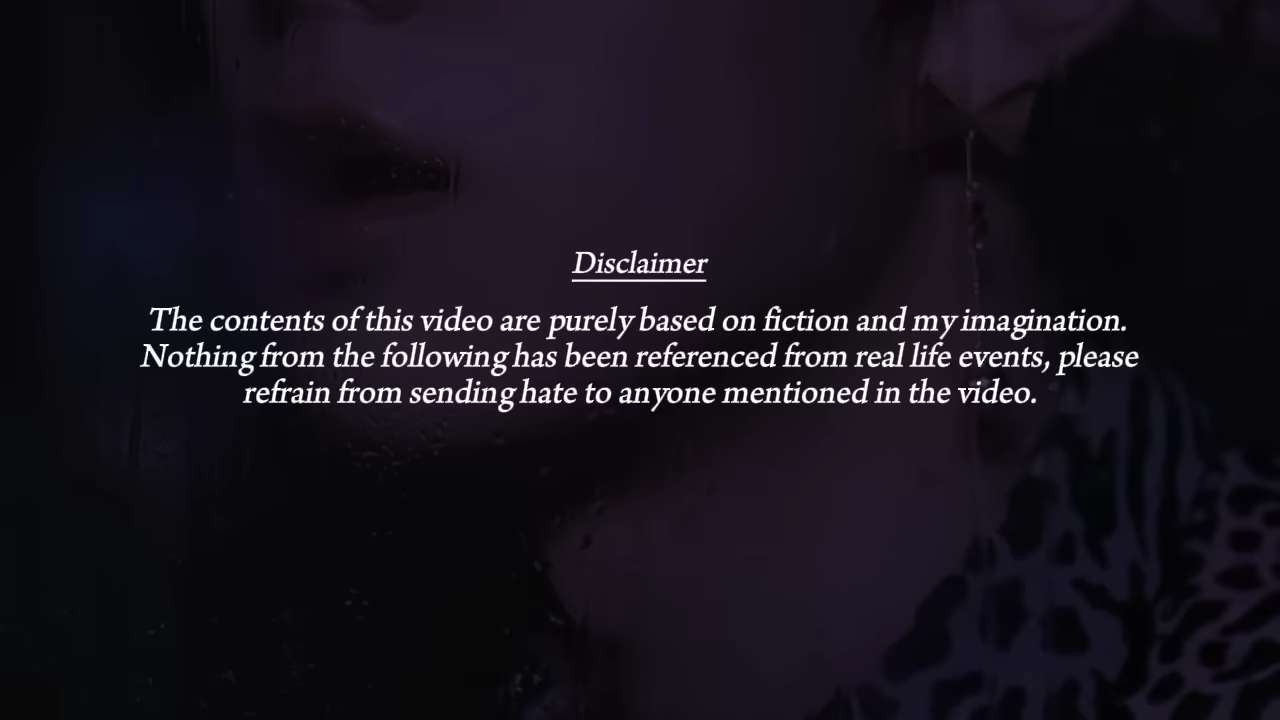 Disclaimer
The contents of this video are purely based on fiction and my imagination.
Nothing from the following has been referenced from real life events, please
refrain from sending hate to anyone mentioned in the video.